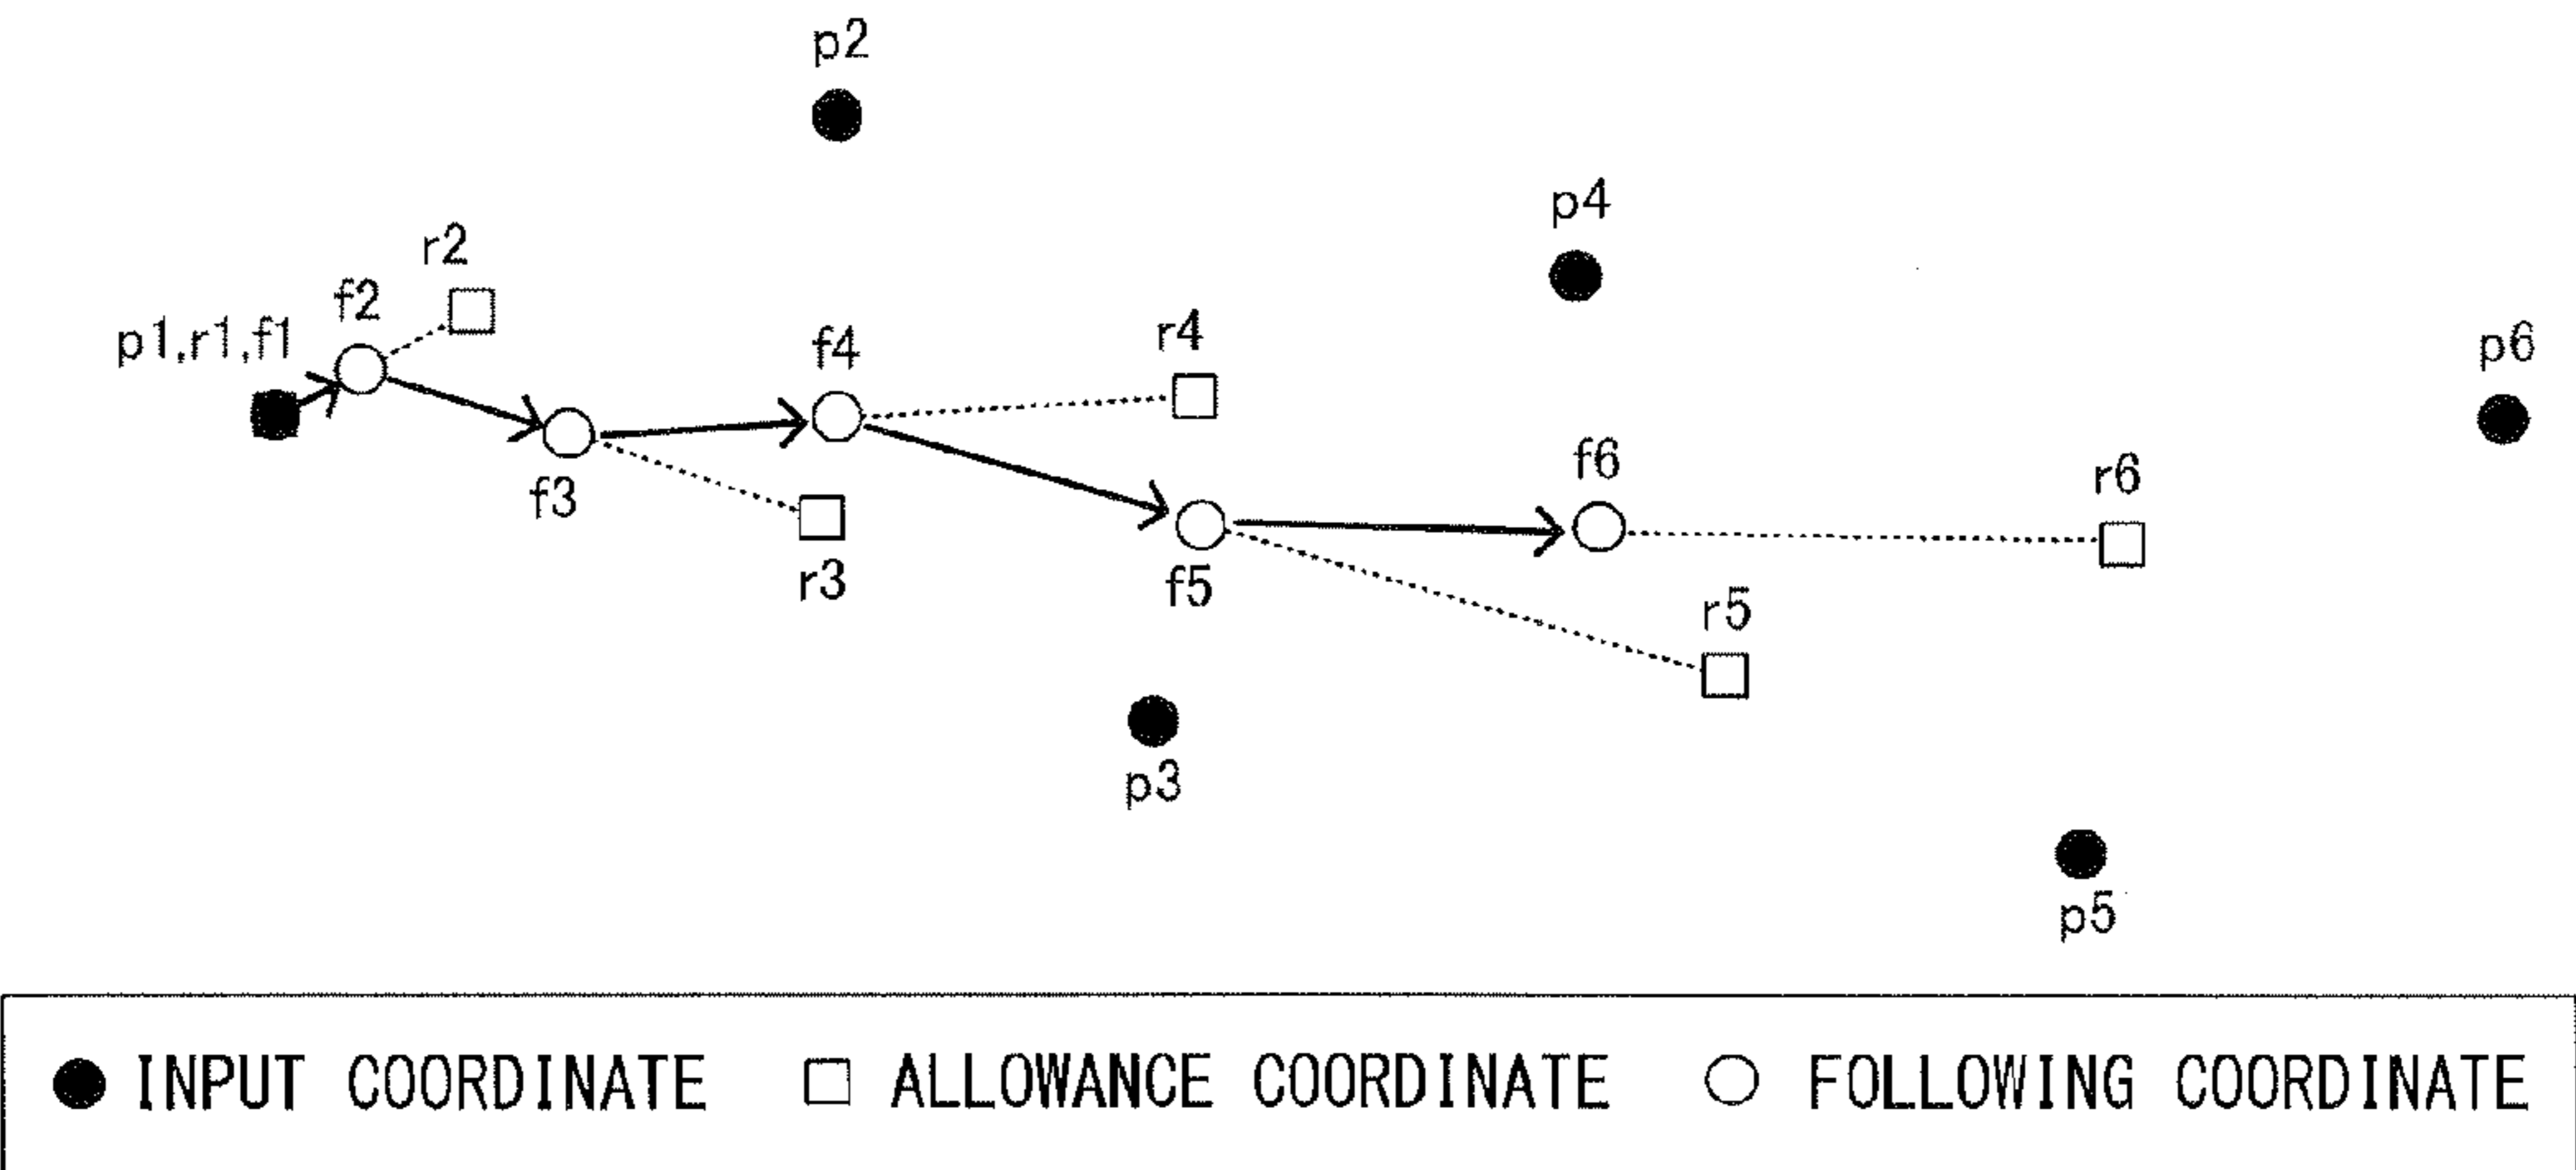 p2
p4
r2
f2
p1,r1,f1
f4
r4
p6
f3
f6
r6
r3
f5
r5
p3
p5
INPUT COORDINATE ALLOWANCE COORDINATE FOLLOWING COORDINATE